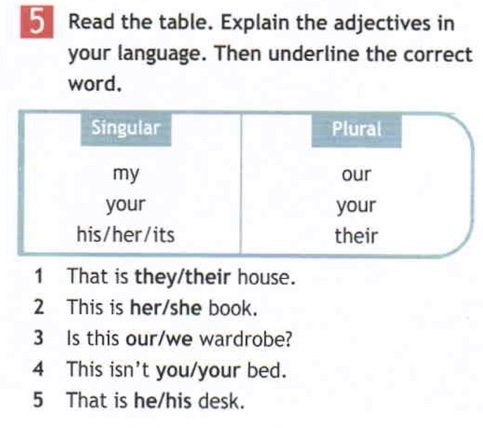 5 Read the table. Explain the adjectives in
your language. Then underline the correct
word.
Singular Plural
my our
your your
his/her/its their
1 That is they/their house.
2 This is her/she book.
3 Is this our/we wardrobe?
4 This isn't you/your bed.
5 That is he/his desk.